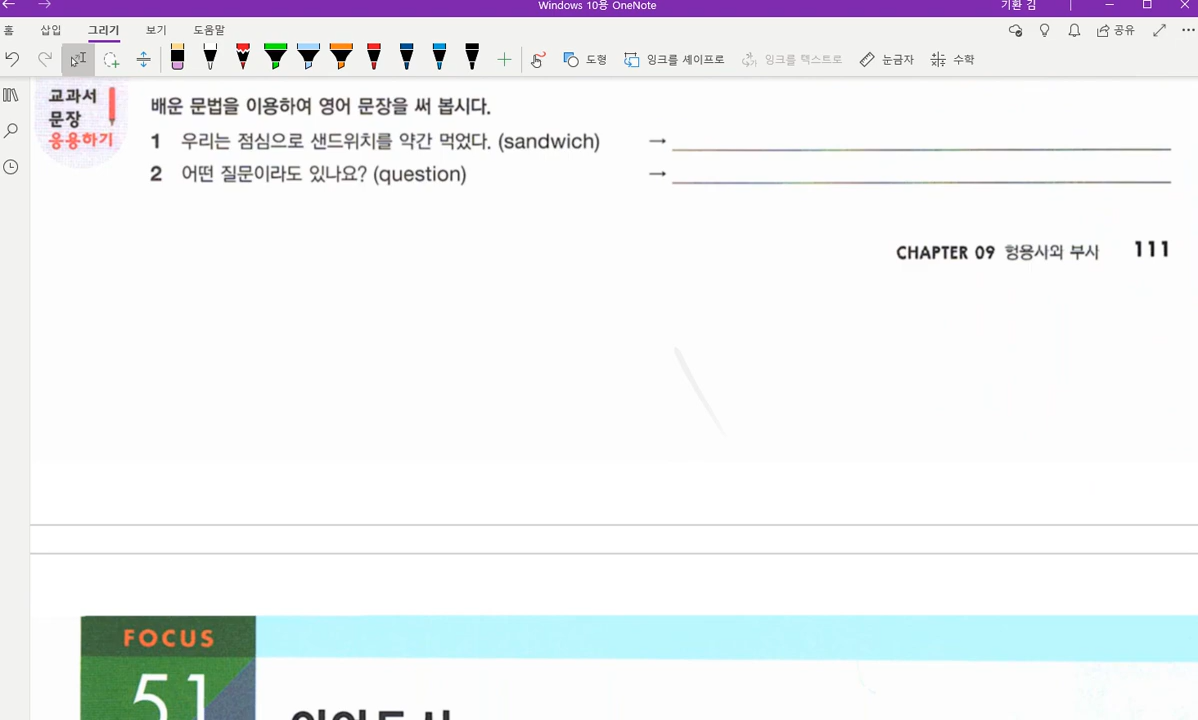 Windows 10용 OneNote
기환 김
홈 삽입 그리기 보기 도움말
공유
도형 잉크를 셰이프로 잉크를 텍스트로 눈금자 수학
교과서
문장
응용하기
배운 문법을 이용하여 영어 문장을 써 봅시다.
1 우리는 점심으로 샌드위치를 약간 먹었다. (sandwich) →
2 어떤 질문이라도 있나요? (question) →
CHAPTER 09 형용사와 부사 111
FOCUS
51